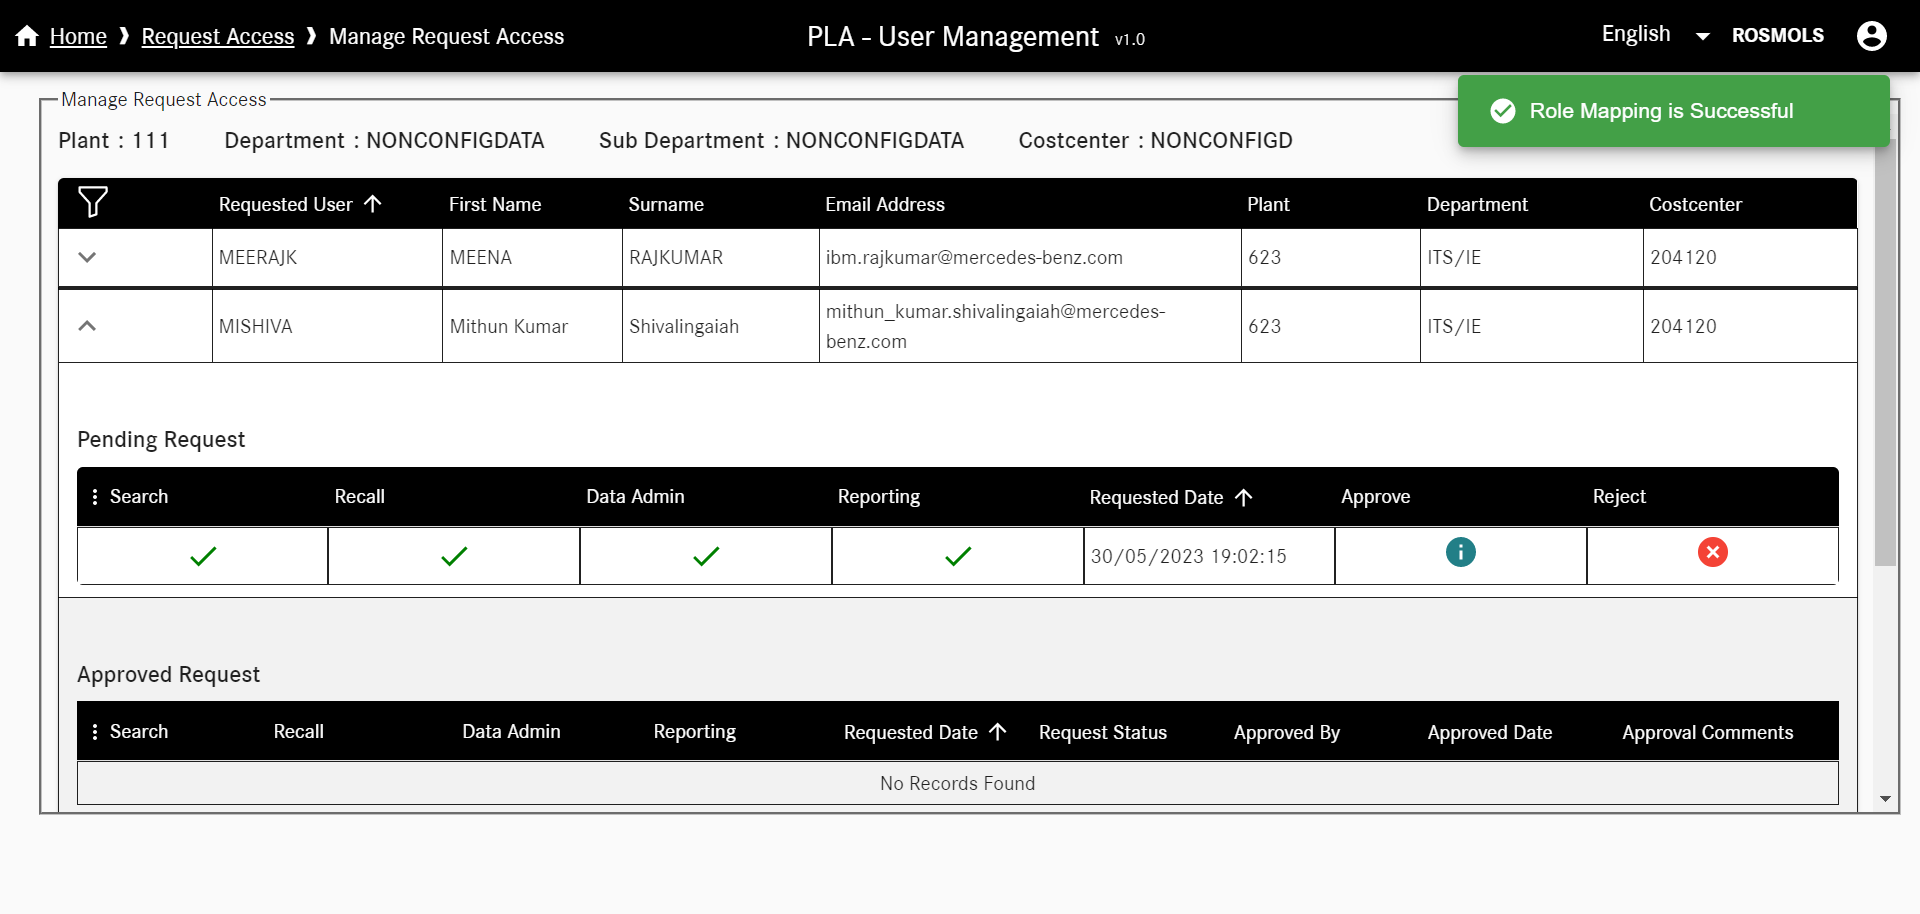 Home ❱ Request Access ❱ Manage Request Access
PLA - User Management v1.0
English
ROSMOLS
Role Mapping is Successful
Manage Request Access
Plant : 111 Department : NONCONFIGDATA Sub Department : NONCONFIGDATA Costcenter : NONCONFIGD
Requested User First Name Surname Email Address Plant Department Costcenter
MEERAJK MEENA RAJKUMAR ibm.rajkumar@mercedes-benz.com 623 ITS/IE 204120
MISHIVA Mithun Kumar Shivalingaiah mithun_kumar.shivalingaiah@mercedes-
benz.com 623 ITS/IE 204120
Pending Request
Search Recall Data Admin Reporting Requested Date Approve Reject
30/05/2023 19:02:15
Approved Request
Search Recall Data Admin Reporting Requested Date Request Status Approved By Approved Date Approval Comments
No Records Found